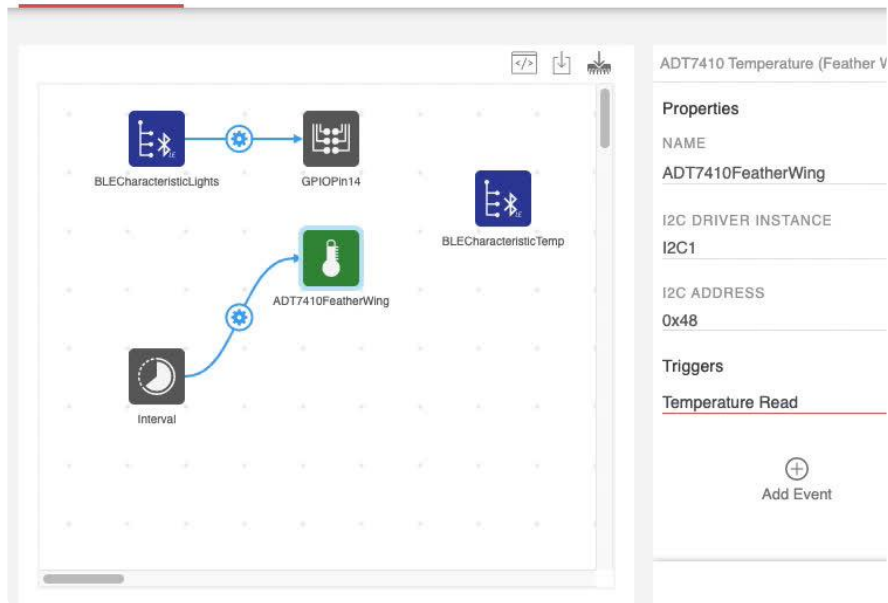 </>
ADT7410 Temperature (Feather
Properties
NAME
ADT7410FeatherWing
I2C DRIVER INSTANCE
I2C1
I2C ADDRESS
0x48
Triggers
Temperature Read
Add Event
BLECharacteristicLights
GPIOPin14
BLECharacteristicTemp
ADT7410FeatherWing
Interval